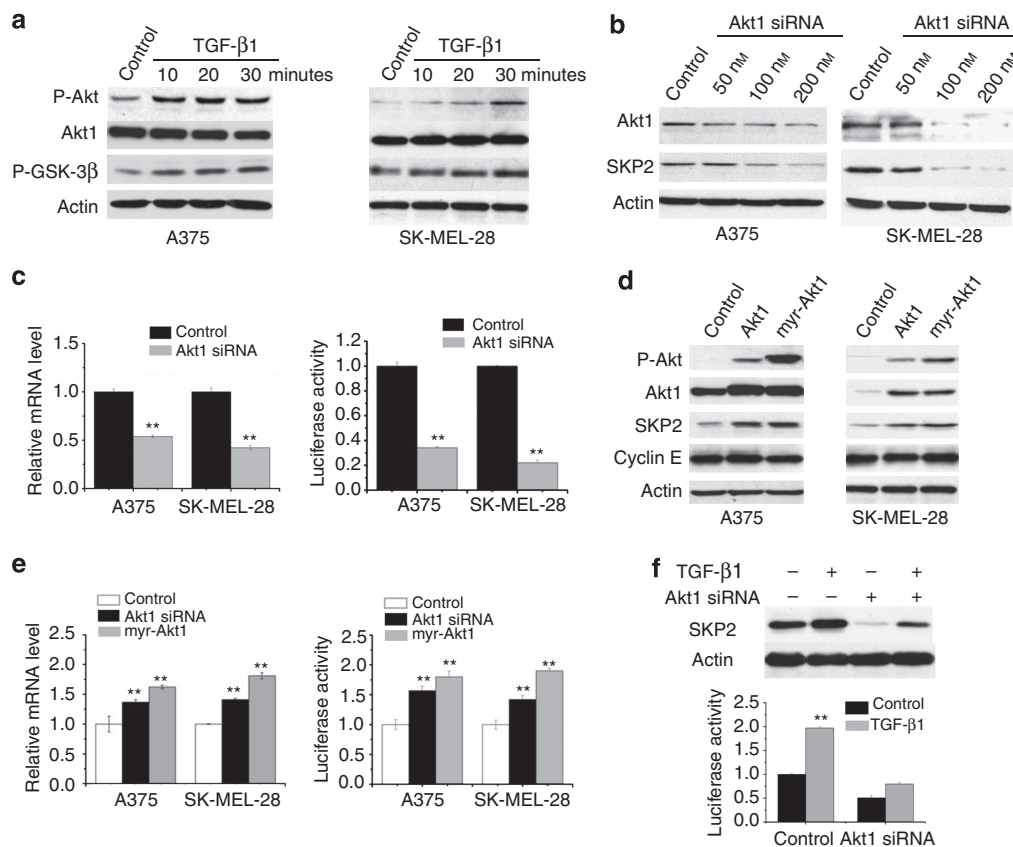 a
Control
TGF-β1
10 20 30 minutes
P-Akt
Akt1
P-GSK-3β
Actin
A375
Control
TGF-β1
10 20 30 minutes
SK-MEL-28
b
Akt1 siRNA
Control
50 nM
100 nM
200 nM
Akt1
SKP2
Actin
A375
Akt1 siRNA
Control
50 nM
100 nM
200 nM
SK-MEL-28
c
Control
Akt1 siRNA
Relative mRNA level
1.5
1.0
0.5
0.0
** **
A375 SK-MEL-28
Control
Akt1 siRNA
Luciferase activity
1.2
1.0
0.8
0.6
0.4
0.2
0.0
** **
A375 SK-MEL-28
d
Control
Akt1
myr-Akt1
P-Akt
Akt1
SKP2
Cyclin E
Actin
A375
Control
Akt1
myr-Akt1
SK-MEL-28
e
Control
Akt1 siRNA
myr-Akt1
Relative mRNA level
2.5
2.0
1.5
1.0
0.5
0.0
** ** ** **
A375 SK-MEL-28
Control
Akt1 siRNA
myr-Akt1
Luciferase activity
2.5
2.0
1.5
1.0
0.5
0.0
** ** ** **
A375 SK-MEL-28
f
TGF-β1 – + – +
Akt1 siRNA – – + +
SKP2
Actin
Control
TGF-β1
Luciferase activity
2.5
2.0
1.5
1.0
0.5
0.0
**
Control Akt1 siRNA